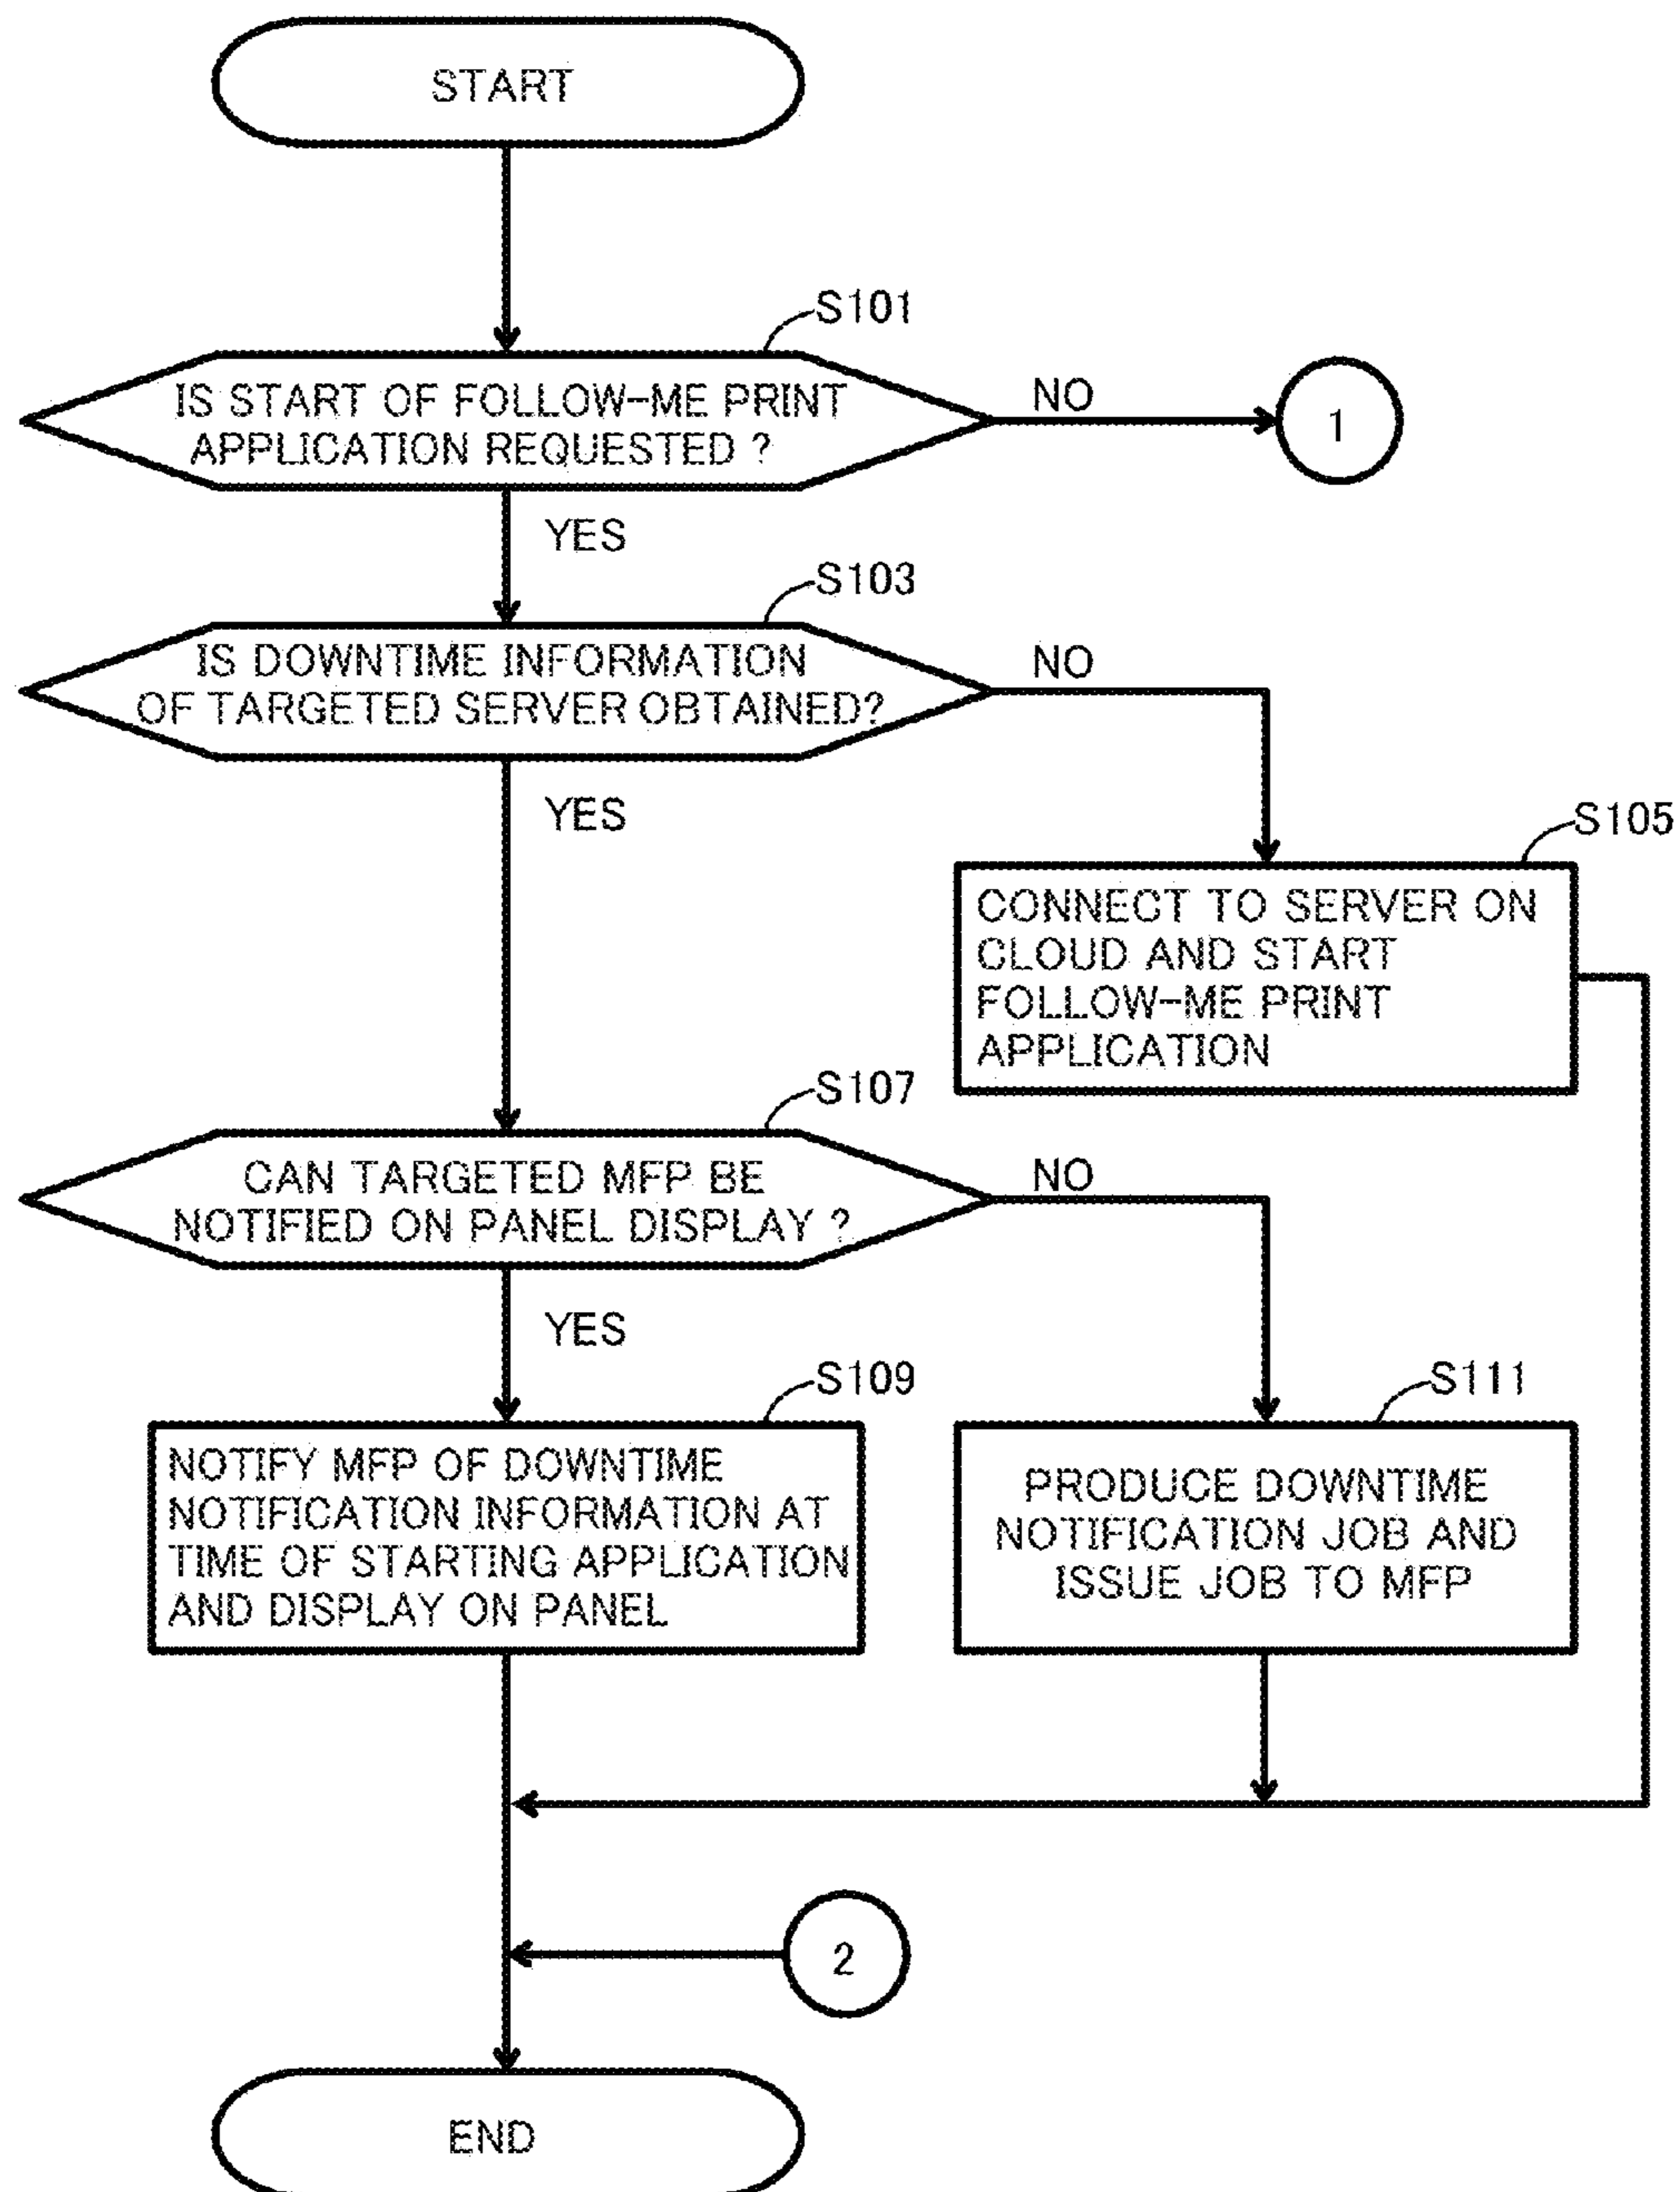 START
S101
IS START OF FOLLOW-ME PRINT
APPLICATION REQUESTED ?
NO
1
YES
S103
IS DOWNTIME INFORMATION
OF TARGETED SERVER OBTAINED?
NO
YES
S105
CONNECT TO SERVER ON
CLOUD AND START
FOLLOW-ME PRINT
APPLICATION
S107
CAN TARGETED MFP BE
NOTIFIED ON PANEL DISPLAY ?
NO
YES
S109
NOTIFY MFP OF DOWNTIME
NOTIFICATION INFORMATION AT
TIME OF STARTING APPLICATION
AND DISPLAY ON PANEL
S111
PRODUCE DOWNTIME
NOTIFICATION JOB AND
ISSUE JOB TO MFP
2
END